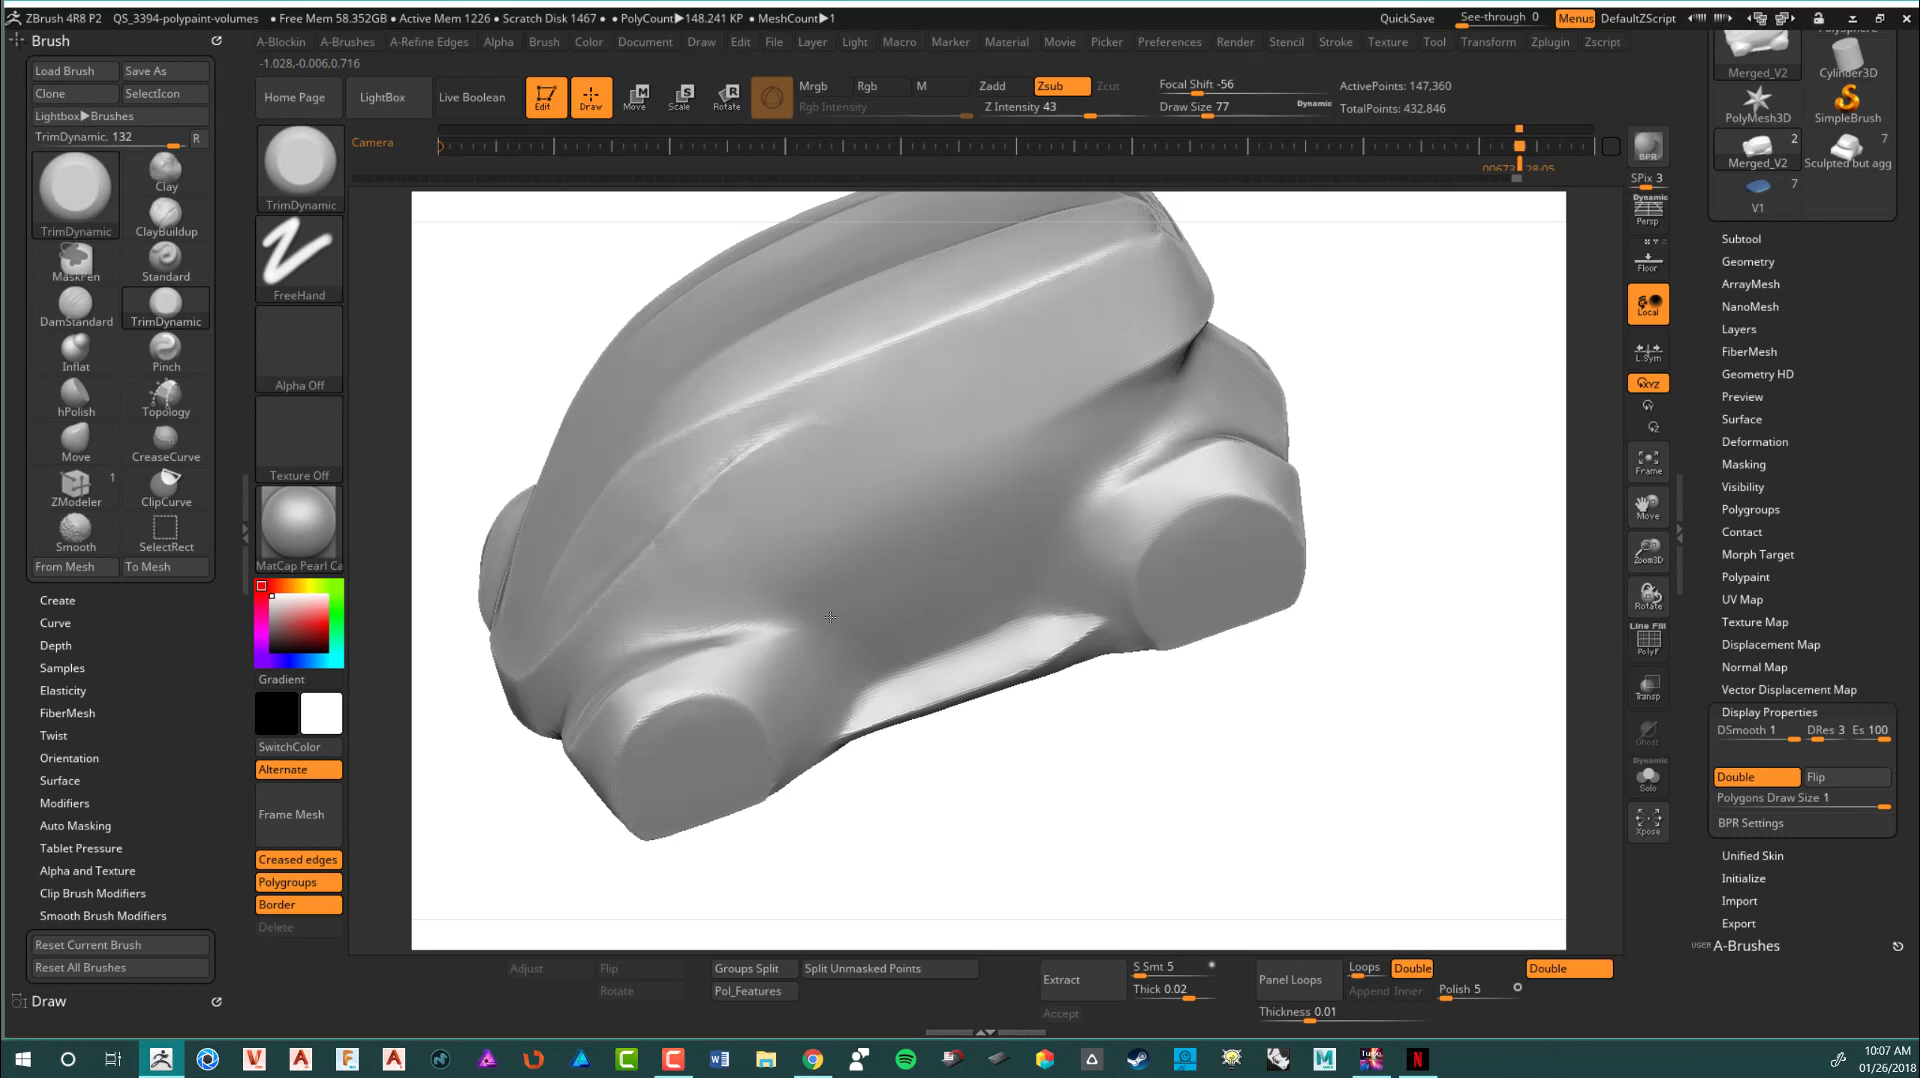 ZBrush 4R8 P2 QS_3394-polypaint-volumes • Free Mem 58.352GB • Active Mem 1226 • Scratch Disk 1467 • PolyCount▶148.241 KP • MeshCount▶1 QuickSave See-through 0 Menus DefaultZScript
Brush
A-Blockin A-Brushes A-Refine Edges Alpha Brush Color Document Draw Edit File Layer Light Macro Marker Material Movie Picker Preferences Render Stencil Stroke Texture Tool Transform Zplugin Zscript
-1.028,-0.006,0.716
Load Brush Save As
Clone SelectIcon
Lightbox▶Brushes
TrimDynamic. 132 R
TrimDynamic
Clay
ClayBuildup
MaskPen Standard
DamStandard TrimDynamic
Inflat Pinch
hPolish Topology
Move CreaseCurve
ZModeler 1 ClipCurve
Smooth SelectRect
From Mesh To Mesh
Create
Curve
Depth
Samples
Elasticity
FiberMesh
Twist
Orientation
Surface
Modifiers
Auto Masking
Tablet Pressure
Alpha and Texture
Clip Brush Modifiers
Smooth Brush Modifiers
Reset Current Brush
Reset All Brushes
Draw
Home Page LightBox Live Boolean
Edit Draw Move Scale Rotate
Mrgb Rgb M
Rgb Intensity
Zadd Zsub Zcut
Z Intensity 43
Focal Shift -56
Draw Size 77 Dynamic
ActivePoints: 147,360
TotalPoints: 432,846
TrimDynamic
FreeHand
Alpha Off
Texture Off
MatCap Pearl Ca
Gradient
SwitchColor
Alternate
Frame Mesh
Creased edges
Polygroups
Border
Delete
Camera
BPR
SPix 3
Dynamic
Persp
Floor
Local
L.Sym
XYZ
Frame
Move
Zoom3D
Rotate
Line Fill
PolyF
Transp
Ghost
Dynamic
Solo
Xpose
Merged_V2 Cylinder3D
PolyMesh3D SimpleBrush
2 7
Merged_V2 Sculpted but agg
7
V1
Subtool
Geometry
ArrayMesh
NanoMesh
Layers
FiberMesh
Geometry HD
Preview
Surface
Deformation
Masking
Visibility
Polygroups
Contact
Morph Target
Polypaint
UV Map
Texture Map
Displacement Map
Normal Map
Vector Displacement Map
Display Properties
DSmooth 1 DRes 3 Es 100
Double Flip
Polygons Draw Size 1
BPR Settings
Unified Skin
Initialize
Import
Export
USER A-Brushes
Adjust Flip Groups Split Split Unmasked Points
Rotate Pol_Features
Extract S Smt 5
Thick 0.02
Accept
Panel Loops Loops Double
Append Inner Polish 5
Thickness 0.01
Double
10:07 AM
01/26/2018